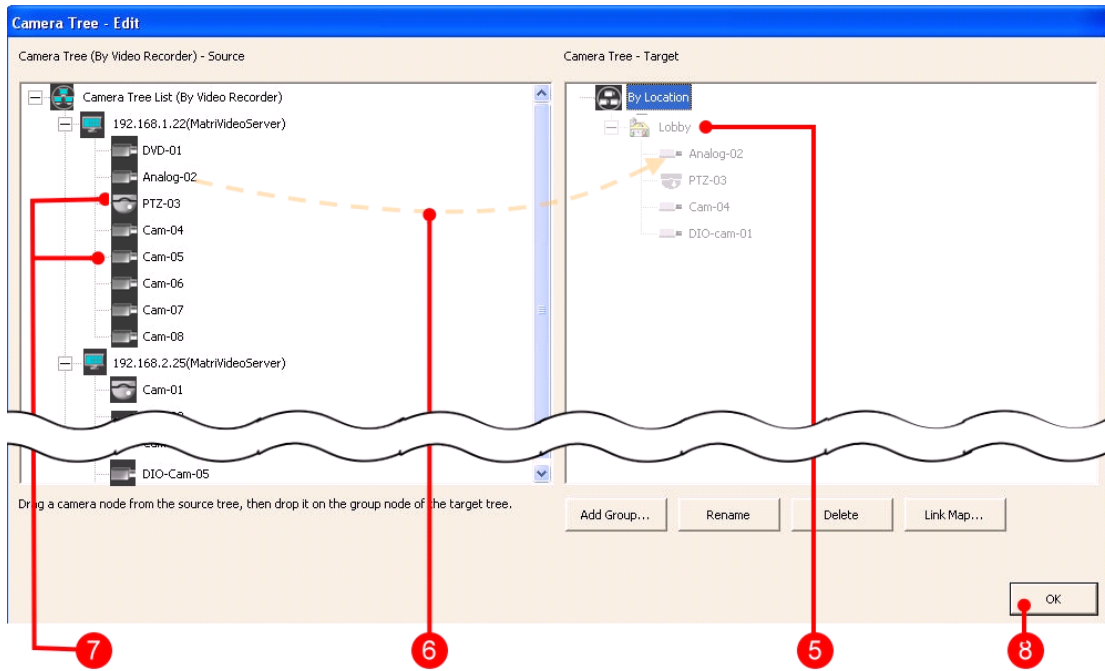 Camera Tree - Edit
Camera Tree (By Video Recorder) - Source
Camera Tree List (By Video Recorder)
192.168.1.22(MatriVideoServer)
DVD-01
Analog-02
PTZ-03
Cam-04
Cam-05
Cam-06
Cam-07
Cam-08
192.168.2.25(MatriVideoServer)
Cam-01
DIO-Cam-05
Drag a camera node from the source tree, then drop it on the group node of the target tree.
Camera Tree - Target
By Location
Lobby
Analog-02
PTZ-03
Cam-04
DIO-cam-01
Add Group... Rename Delete Link Map...
OK
7 6 5 8